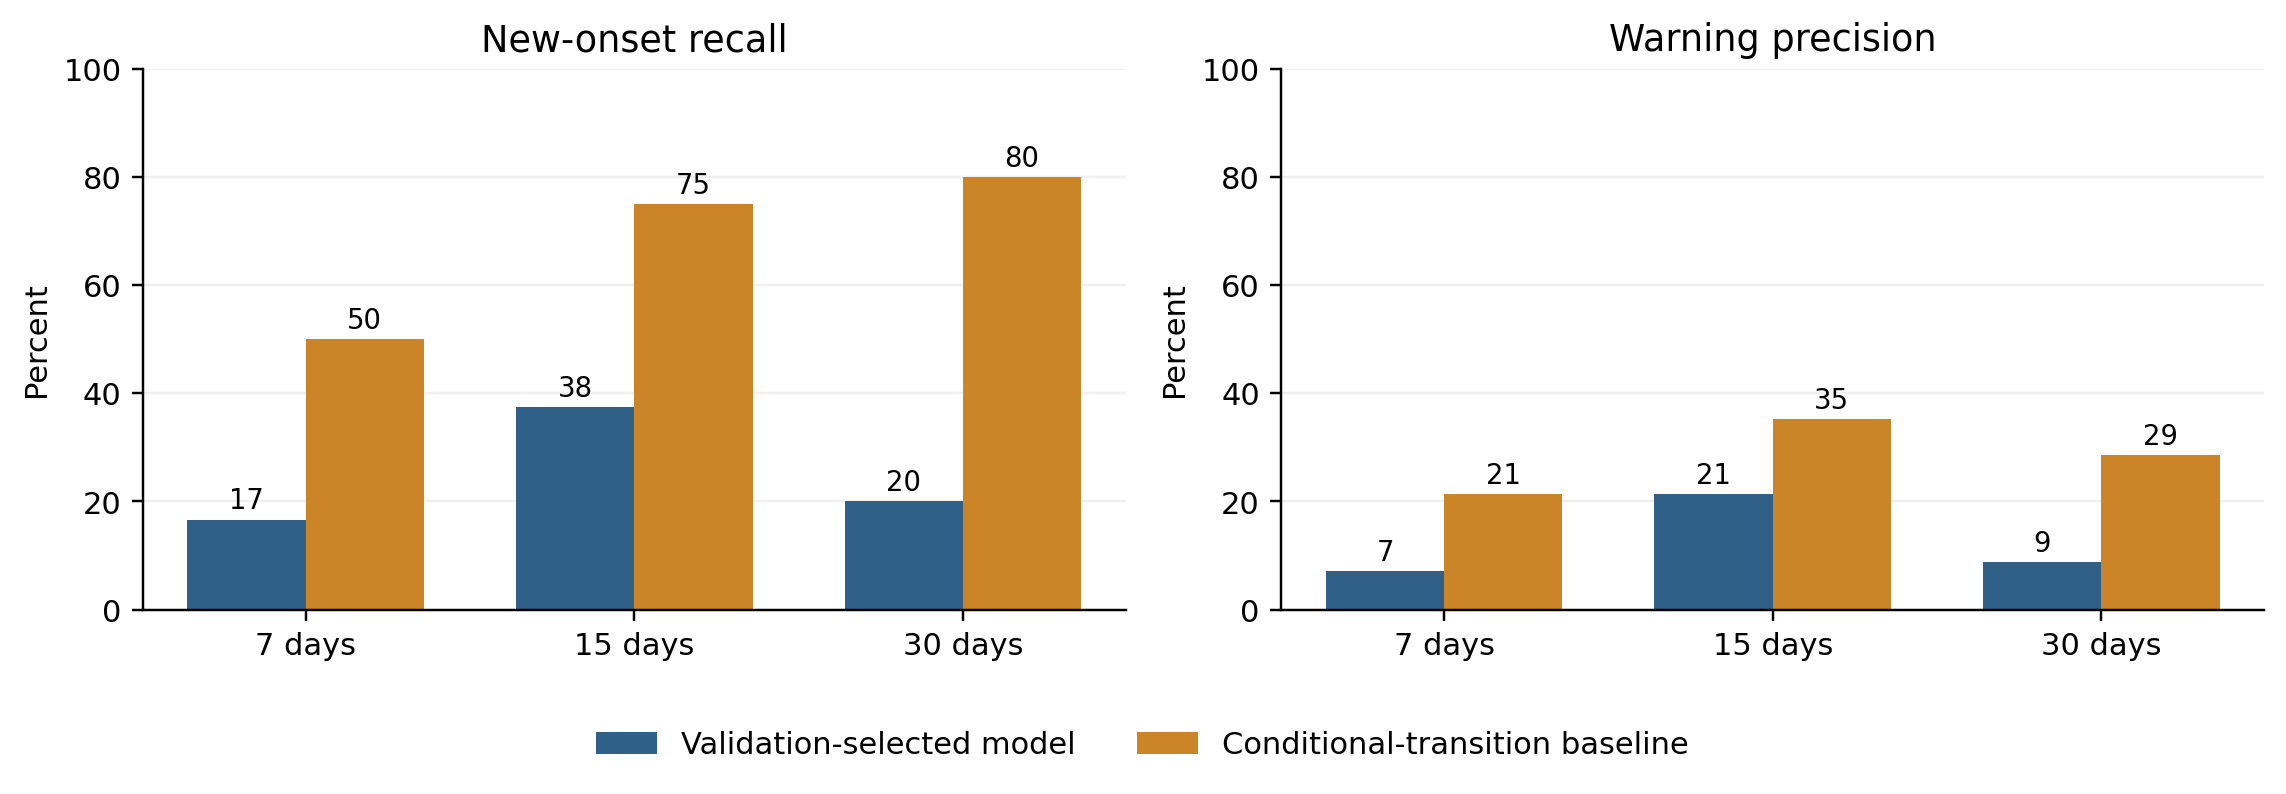 New-onset recall
100
80
60
40
20
0
Percent
17
50
38
75
20
80
7 days
15 days
30 days
Warning precision
100
80
60
40
20
0
Percent
7
21
21
35
9
29
7 days
15 days
30 days
Validation-selected model
Conditional-transition baseline